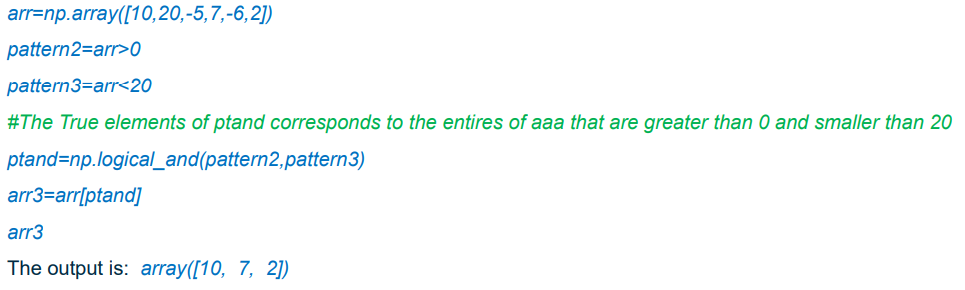 arr=np.array([10,20,-5,7,-6,2])
pattern2=arr>0
pattern3=arr<20
#The True elements of ptand corresponds to the entires of aaa that are greater than 0 and smaller than 20
ptand=np.logical_and(pattern2,pattern3)
arr3=arr[ptand]
arr3
The output is:  array([10,  7,  2])